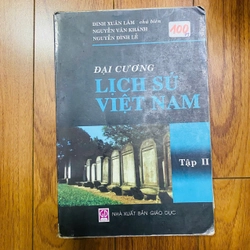 ĐINH XUÂN LÂM chủ biên
NGUYỄN VĂN KHÁNH
NGUYỄN ĐÌNH LỄ
100
ĐẠI CƯƠNG
LỊCH SỬ
VIỆT NAM
Tập II
NHÀ XUẤT BẢN GIÁO DỤC